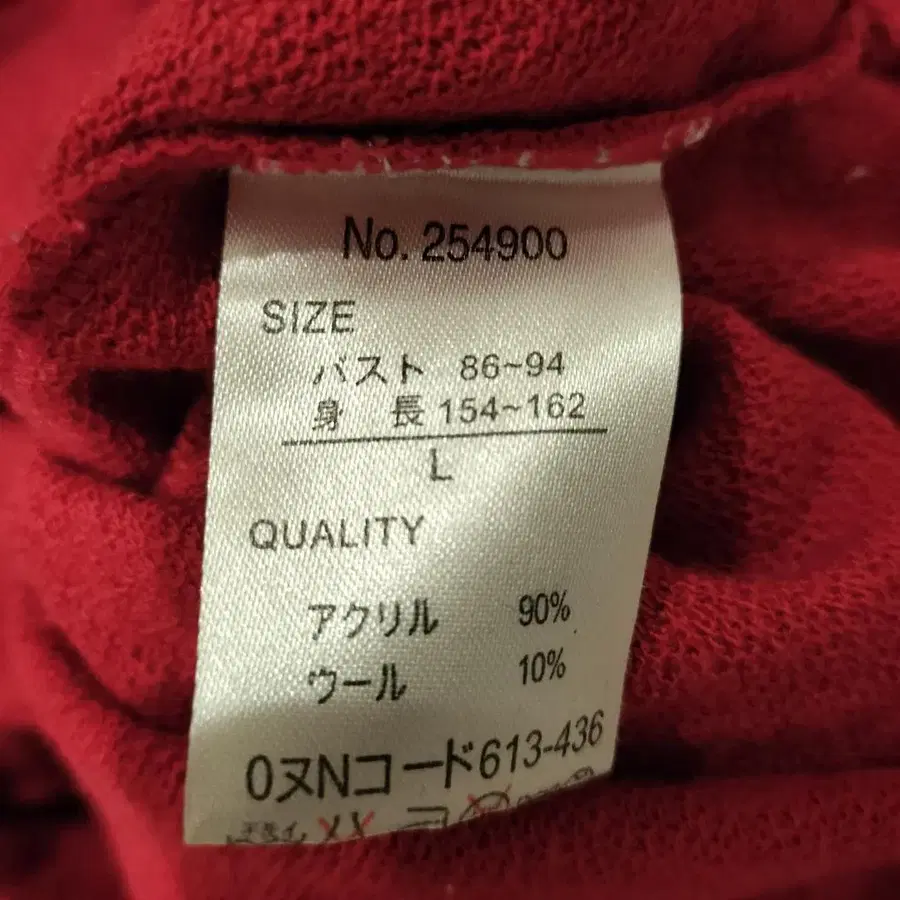 No. 254900
SIZE
バスト 86~94
身 長 154~162
L
QUALITY
アクリル 90%
ウール 10%
0ヌNコード613-436